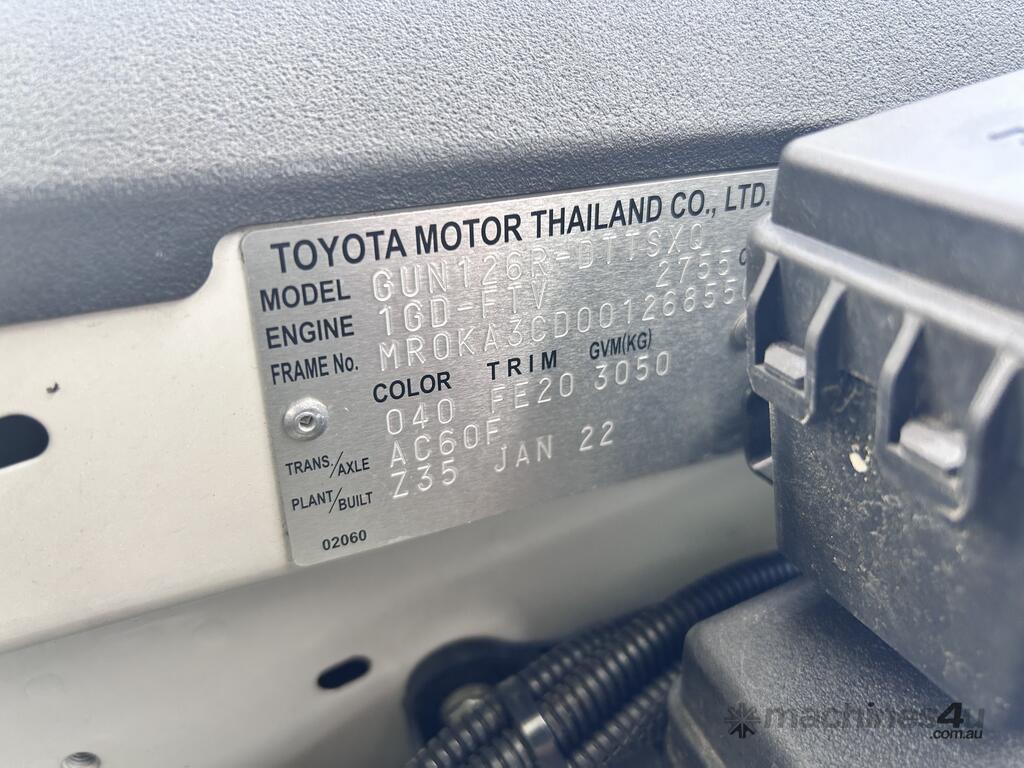 TOYOTA MOTOR THAILAND CO., LTD.
MODEL GUN126R-DTTSXQ
ENGINE 1GD-FTV 2755
FRAME No. MR0KA3CD00126855
COLOR TRIM GVM(KG)
040 FE20 3050
TRANS./AXLE AC60F
PLANT/BUILT Z35 JAN 22
02060
machines4u
.com.au